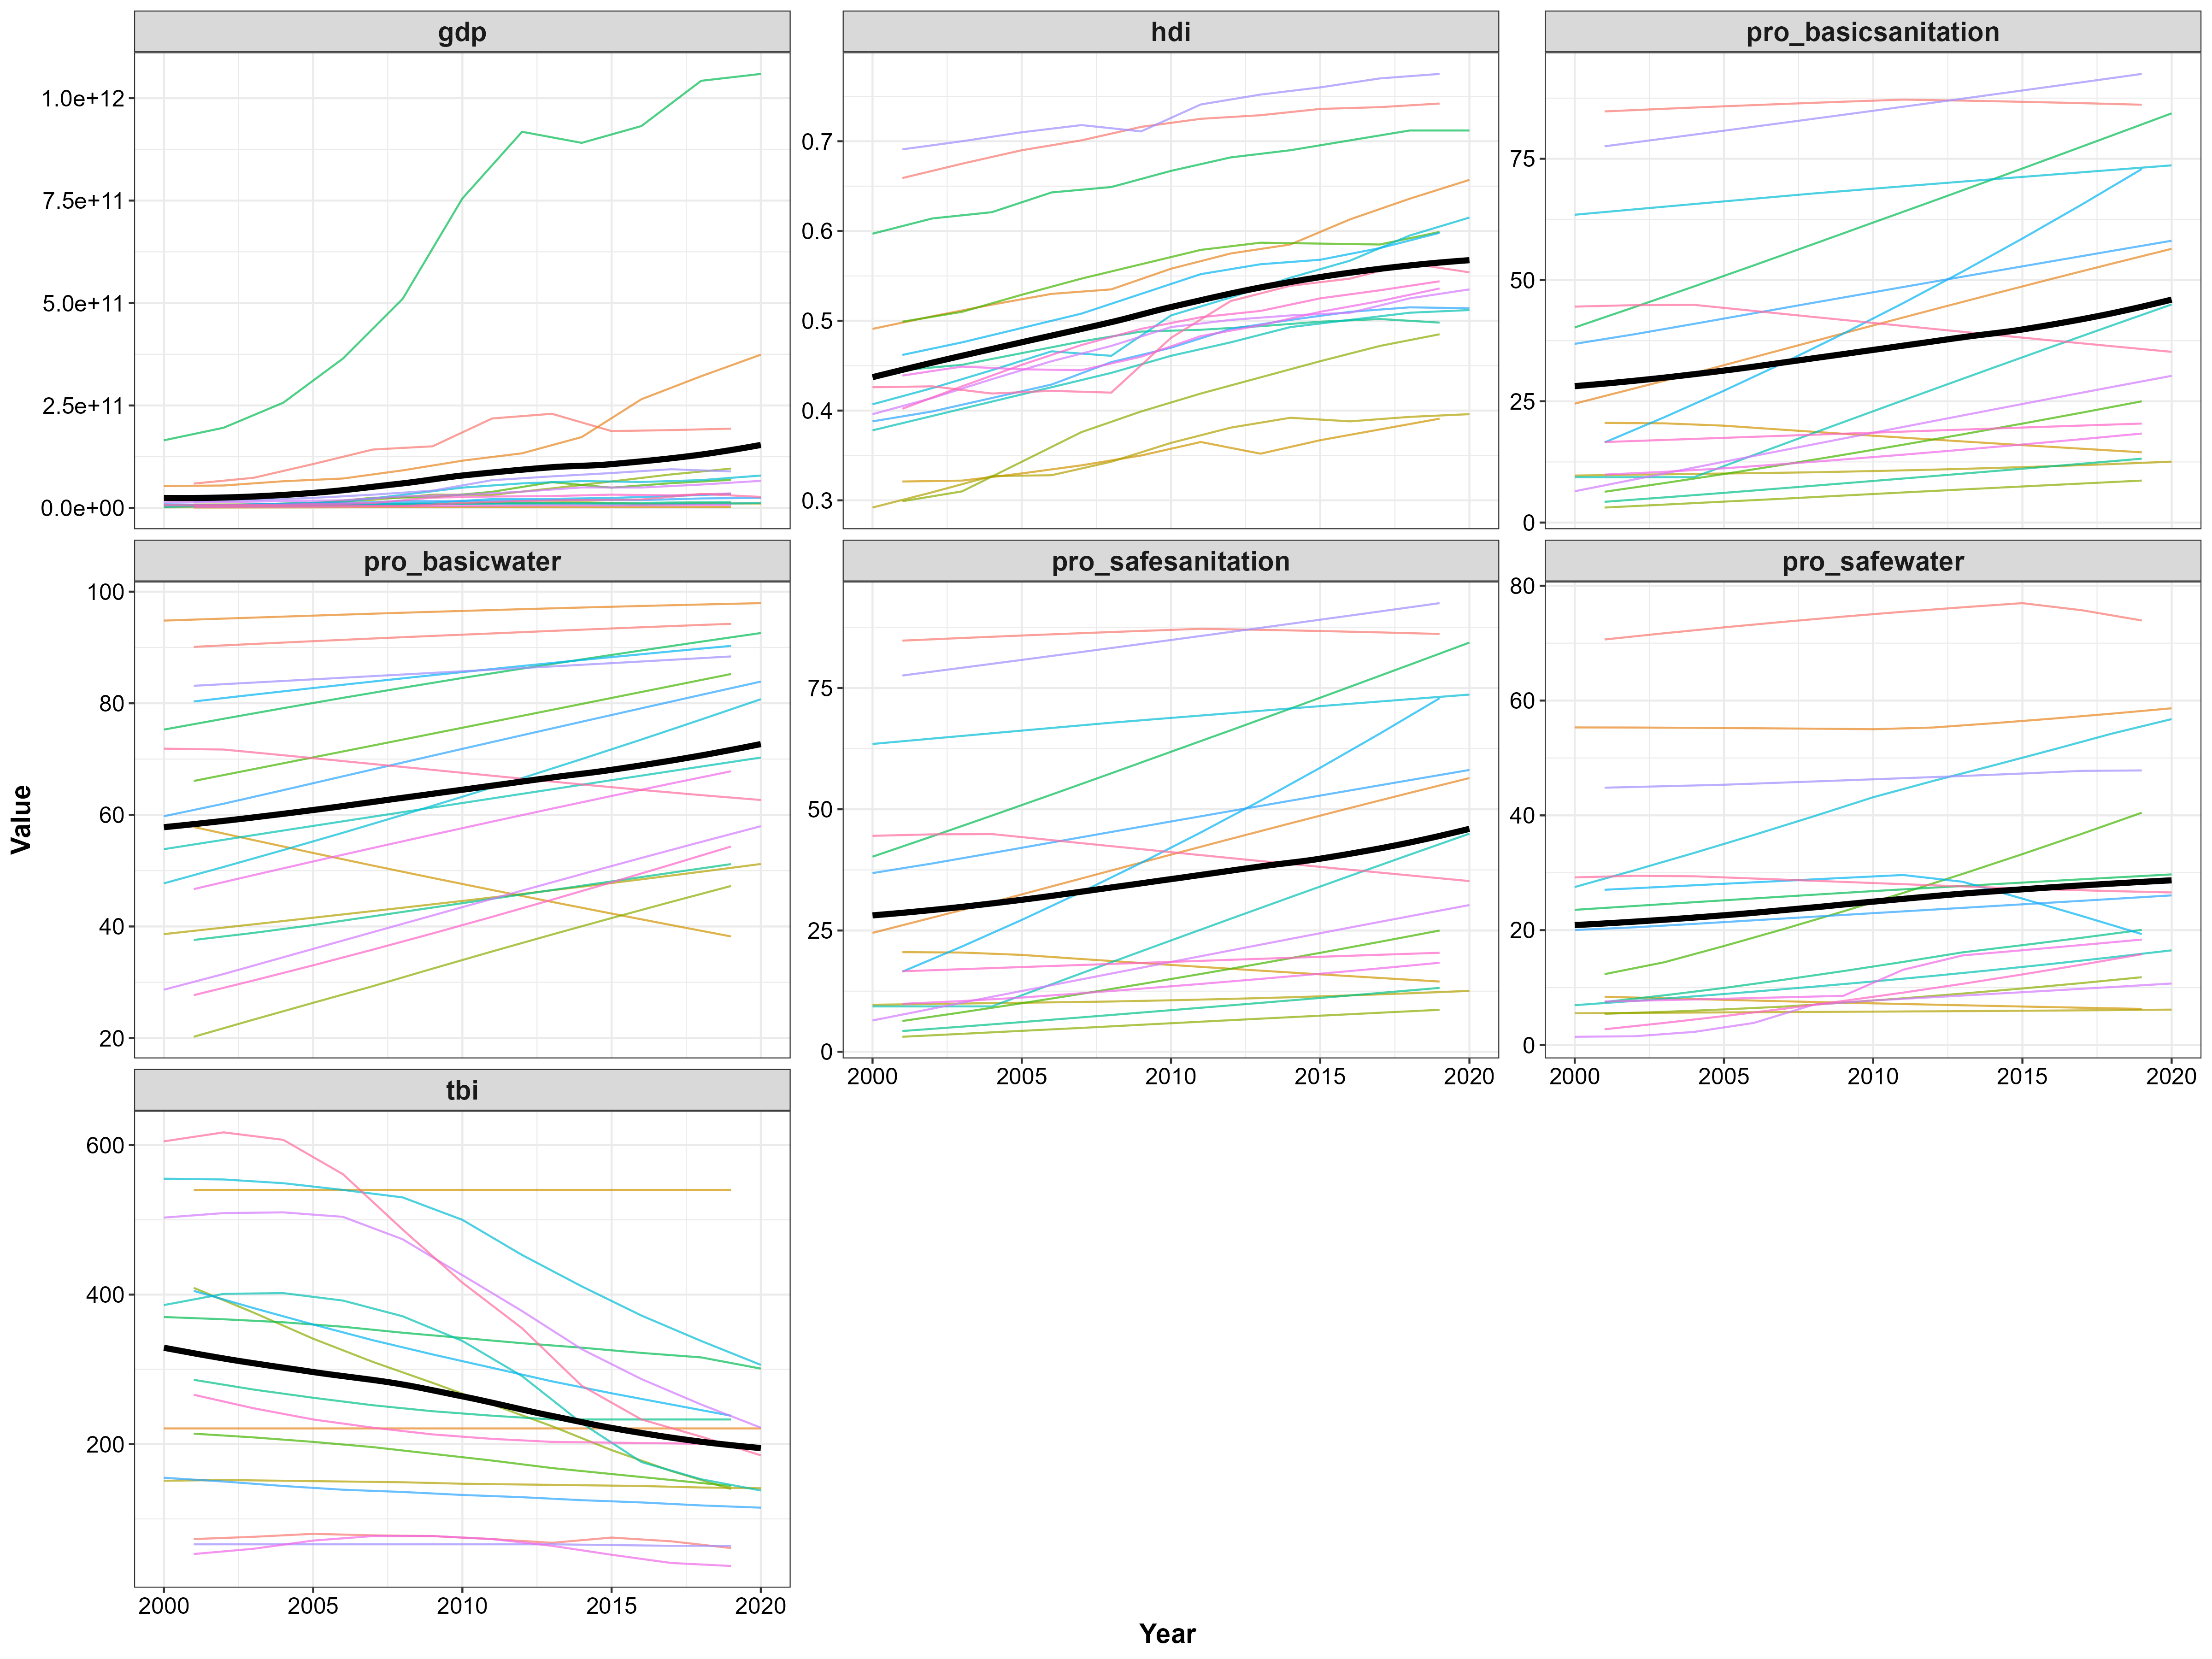 gdp
hdi
pro_basicsanitation
1.0e+12
7.5e+11
5.0e+11
2.5e+11
0.0e+00
0.7
0.6
0.5
0.4
0.3
75
50
25
0
pro_basicwater
pro_safesanitation
pro_safewater
100
80
60
40
20
75
50
25
0
80
60
40
20
0
2000 2005 2010 2015 2020
2000 2005 2010 2015 2020
tbi
600
400
200
2000 2005 2010 2015 2020
Value
Year